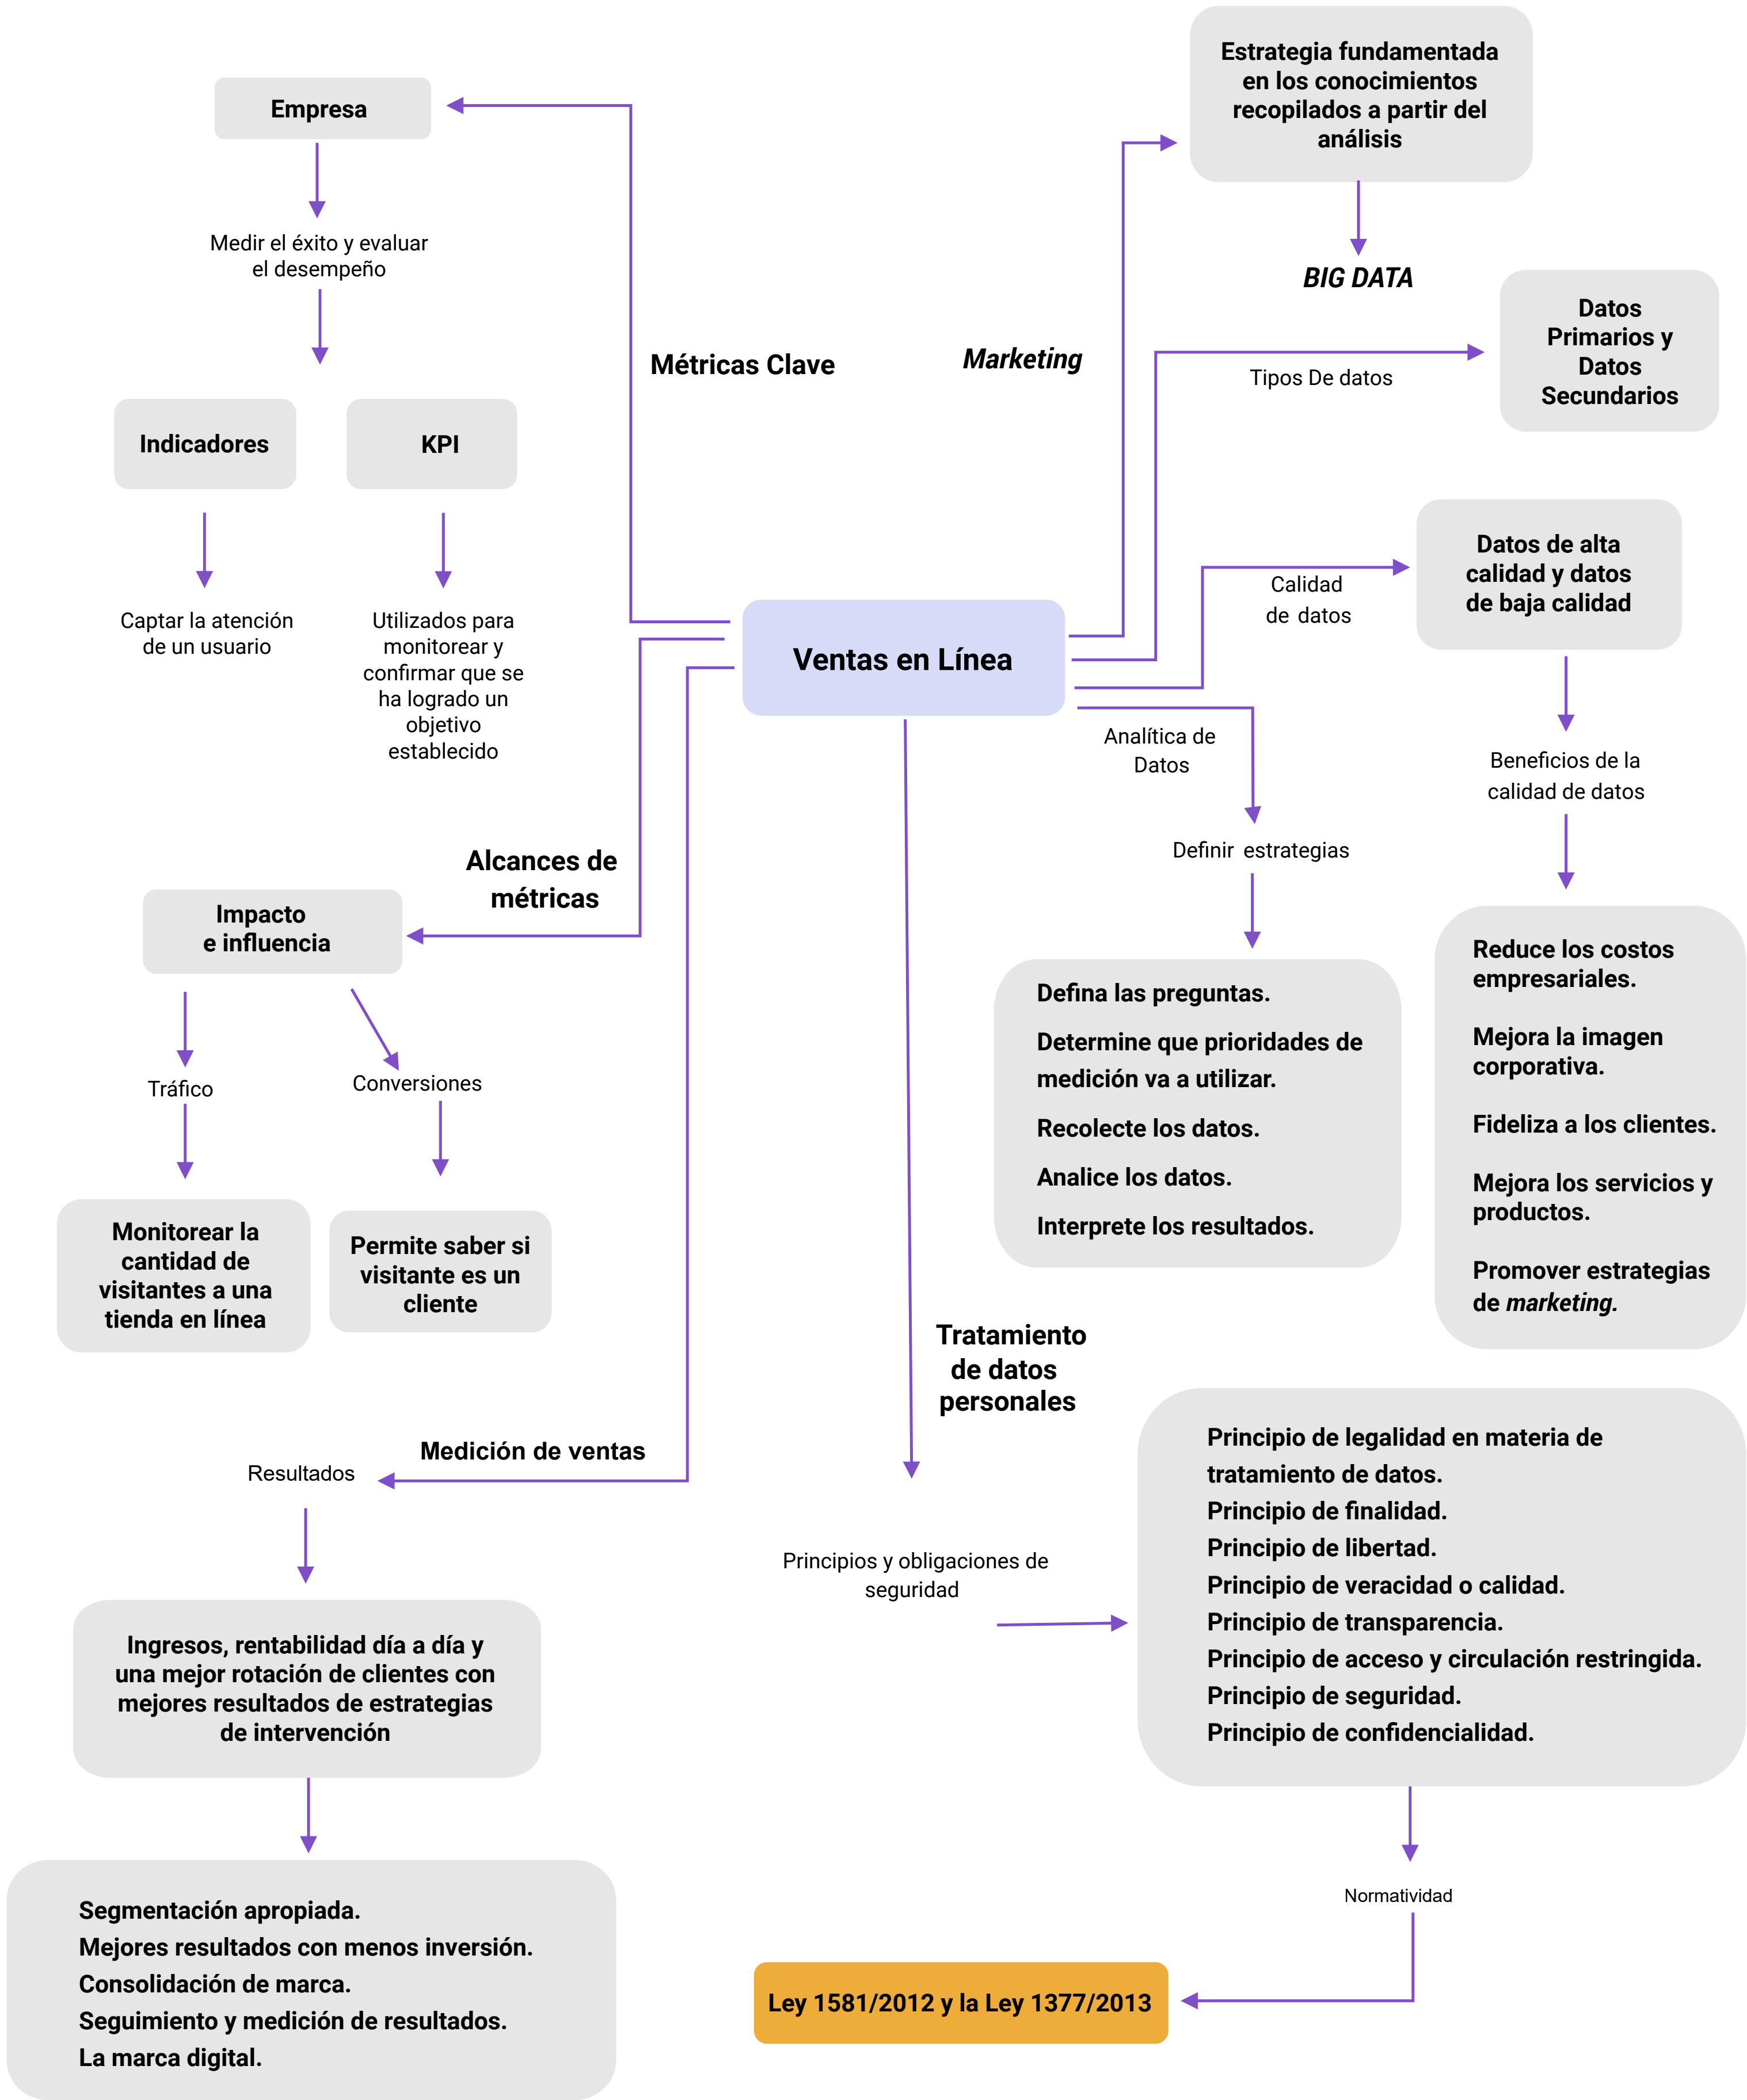 Estrategia fundamentada
en los conocimientos
recopilados a partir del
análisis
BIG DATA
Marketing
Empresa
Medir el éxito y evaluar
el desempeño
Métricas Clave
Indicadores
KPI
Captar la atención
de un usuario
Utilizados para
monitorear y
confirmar que se
ha logrado un
objetivo
establecido
Datos
Primarios y
Datos
Secundarios
Tipos De datos
Datos de alta
calidad y datos
de baja calidad
Calidad
de datos
Ventas en Línea
Analítica de
Datos
Definir estrategias
Beneficios de la
calidad de datos
Alcances de
métricas
Impacto
e influencia
Tráfico
Conversiones
Monitorear la
cantidad de
visitantes a una
tienda en línea
Permite saber si
visitante es un
cliente
Defina las preguntas.
Determine que prioridades de
medición va a utilizar.
Recolecte los datos.
Analice los datos.
Interprete los resultados.
Reduce los costos
empresariales.
Mejora la imagen
corporativa.
Fideliza a los clientes.
Mejora los servicios y
productos.
Promover estrategias
de marketing.
Tratamiento
de datos
personales
Medición de ventas
Resultados
Ingresos, rentabilidad día a día y
una mejor rotación de clientes con
mejores resultados de estrategias
de intervención
Segmentación apropiada.
Mejores resultados con menos inversión.
Consolidación de marca.
Seguimiento y medición de resultados.
La marca digital.
Principios y obligaciones de
seguridad
Principio de legalidad en materia de
tratamiento de datos.
Principio de finalidad.
Principio de libertad.
Principio de veracidad o calidad.
Principio de transparencia.
Principio de acceso y circulación restringida.
Principio de seguridad.
Principio de confidencialidad.
Normatividad
Ley 1581/2012 y la Ley 1377/2013